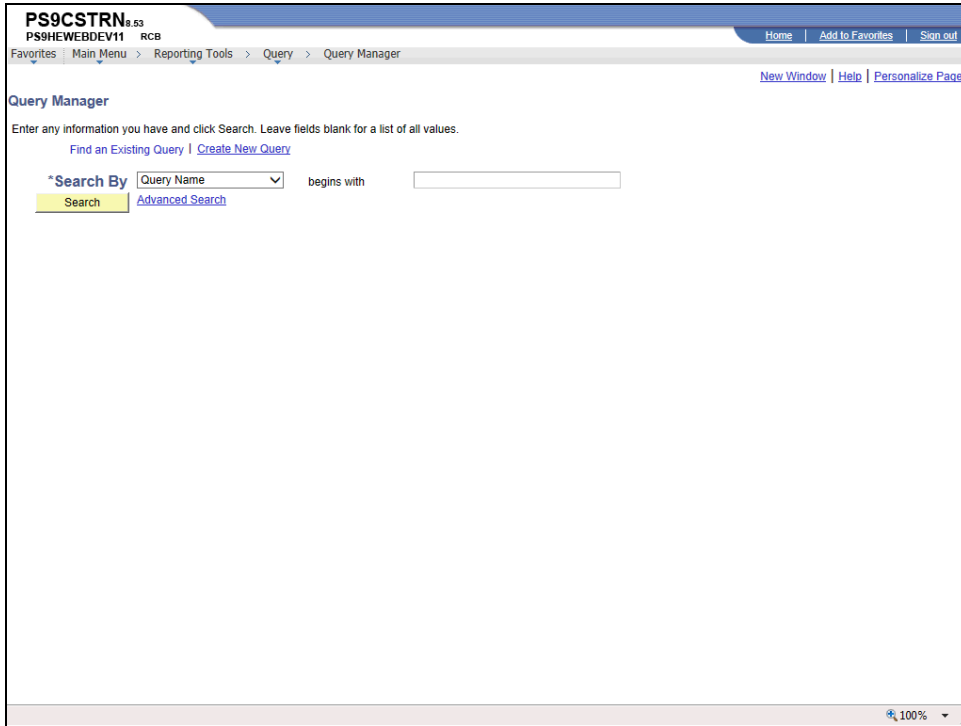 PS9CSTRN8.53
PS9HEWEBDEV11 RCB
Home | Add to Favorites | Sign out
Favorites Main Menu > Reporting Tools > Query > Query Manager
New Window | Help | Personalize Page
Query Manager
Enter any information you have and click Search. Leave fields blank for a list of all values.
Find an Existing Query | Create New Query
*Search By Query Name begins with
Search Advanced Search
100%